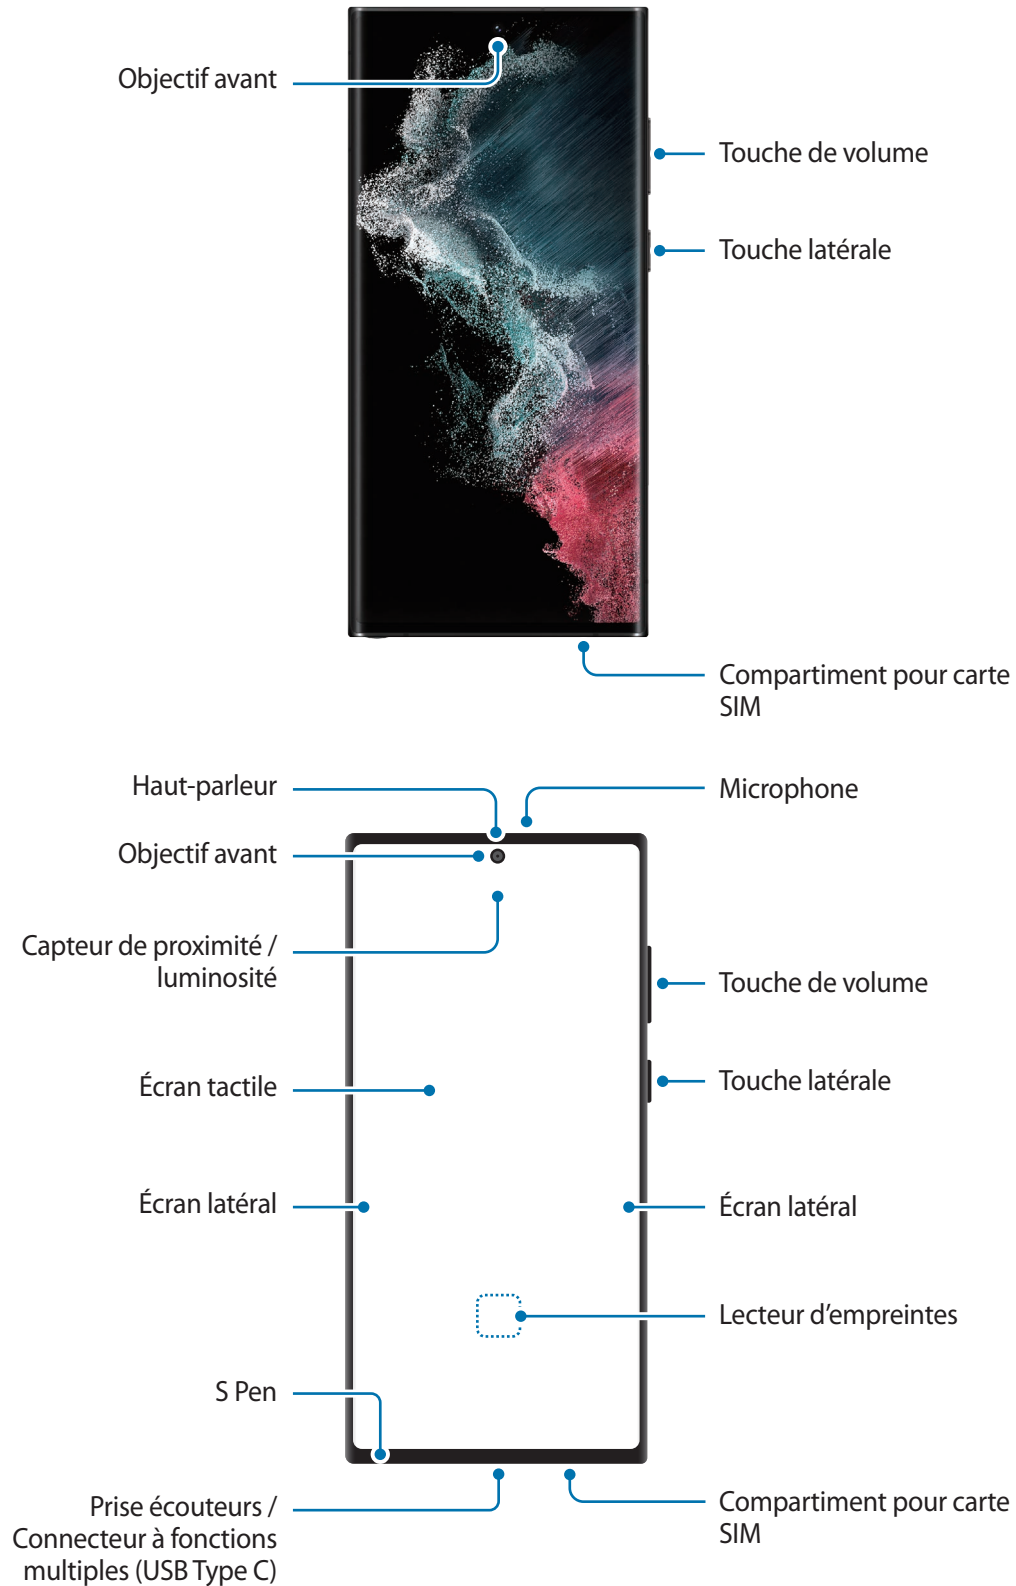 Objectif avant
Touche de volume
Touche latérale
Compartiment pour carte
SIM
Haut-parleur
Microphone
Objectif avant
Capteur de proximité /
luminosité
Touche de volume
Écran tactile
Touche latérale
Écran latéral
Écran latéral
Lecteur d’empreintes
S Pen
Prise écouteurs /
Connecteur à fonctions
multiples (USB Type C)
Compartiment pour carte
SIM